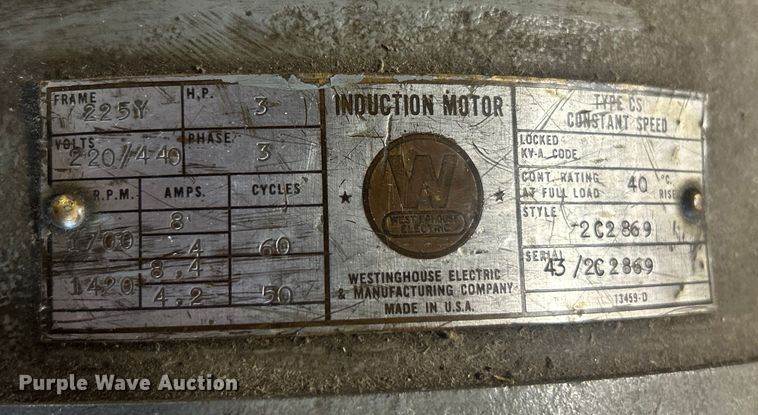 FRAME 225Y
H.P. 3
VOLTS 220/440
PHASE 3
R.P.M. AMPS. CYCLES
8
1700 4 60
8.4
1420 4.2 50
INDUCTION MOTOR
W
WESTINGHOUSE
ELECTRIC
WESTINGHOUSE ELECTRIC
& MANUFACTURING COMPANY
MADE IN U.S.A.
TYPE CS
CONSTANT SPEED
LOCKED
KV-A CODE
CONT. RATING 40 °C.
AT FULL LOAD RISE
STYLE
2C2869
SERIAL
43/2C2869
13459-D
Purple Wave Auction